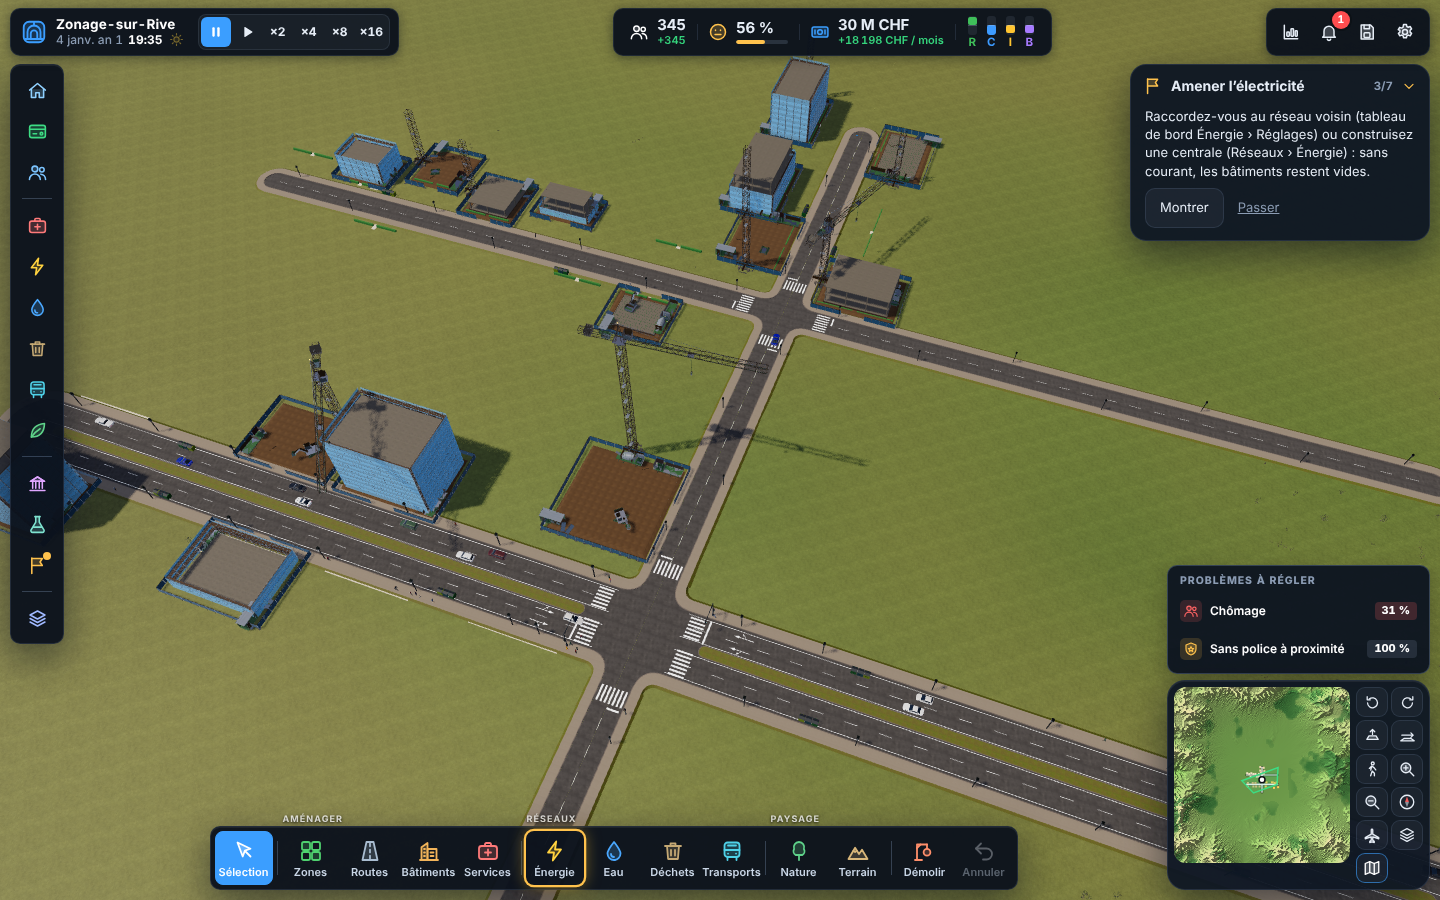 Zonage-sur-Rive
4 janv. an 1 19:35
×2 ×4 ×8 ×16
345
+345
56 %
30 M CHF
+18 198 CHF / mois
R C I B
1
Amener l'électricité 3/7
Raccordez-vous au réseau voisin (tableau
de bord Énergie › Réglages) ou construisez
une centrale (Réseaux › Énergie) : sans
courant, les bâtiments restent vides.
Montrer Passer
PROBLÈMES À RÉGLER
Chômage 31 %
Sans police à proximité 100 %
AMÉNAGER RÉSEAUX PAYSAGE
Sélection Zones Routes Bâtiments Services Énergie Eau Déchets Transports Nature Terrain Démolir Annuler